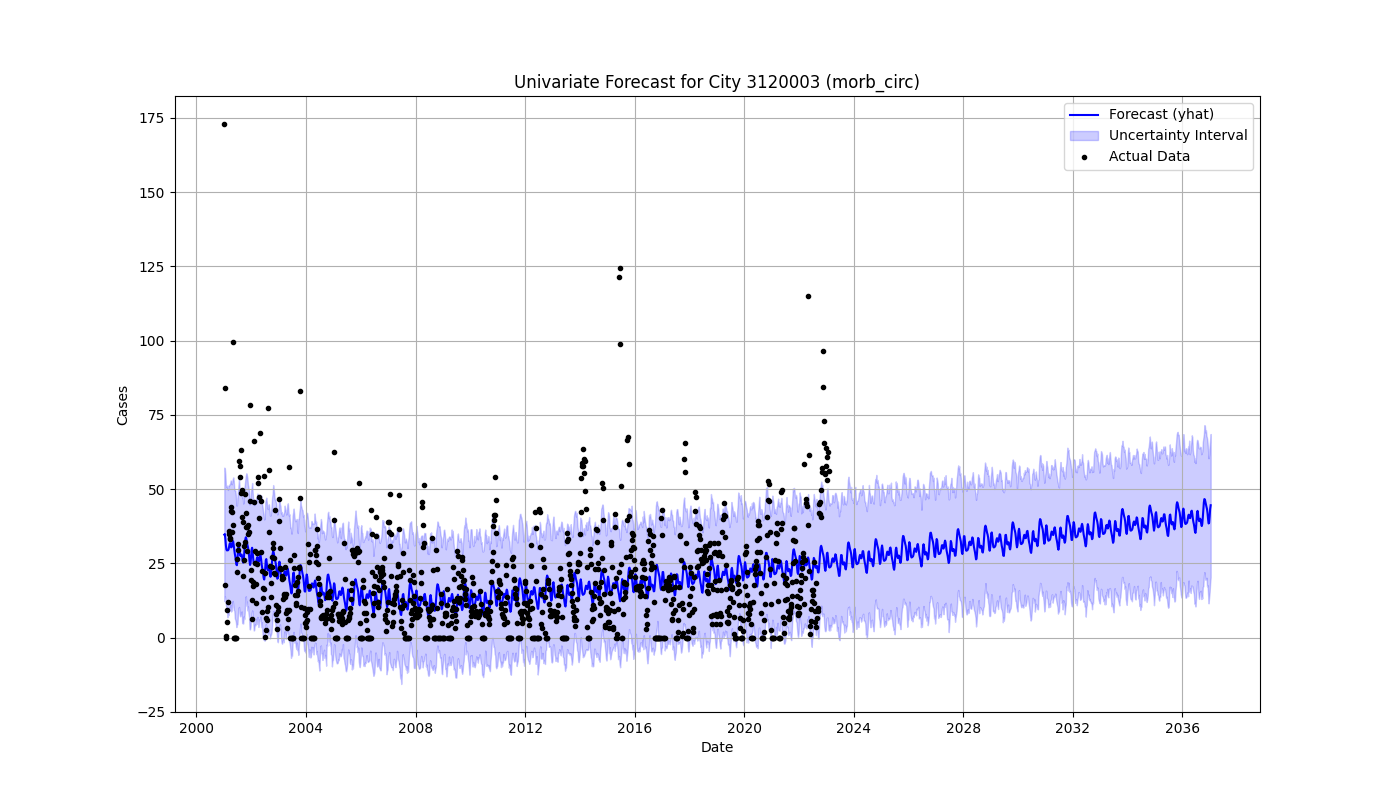 Univariate Forecast for City 3120003 (morb_circ)
Forecast (yhat)
Uncertainty Interval
Actual Data
175
150
125
100
75
50
25
0
−25
Cases
2000 2004 2008 2012 2016 2020 2024 2028 2032 2036
Date